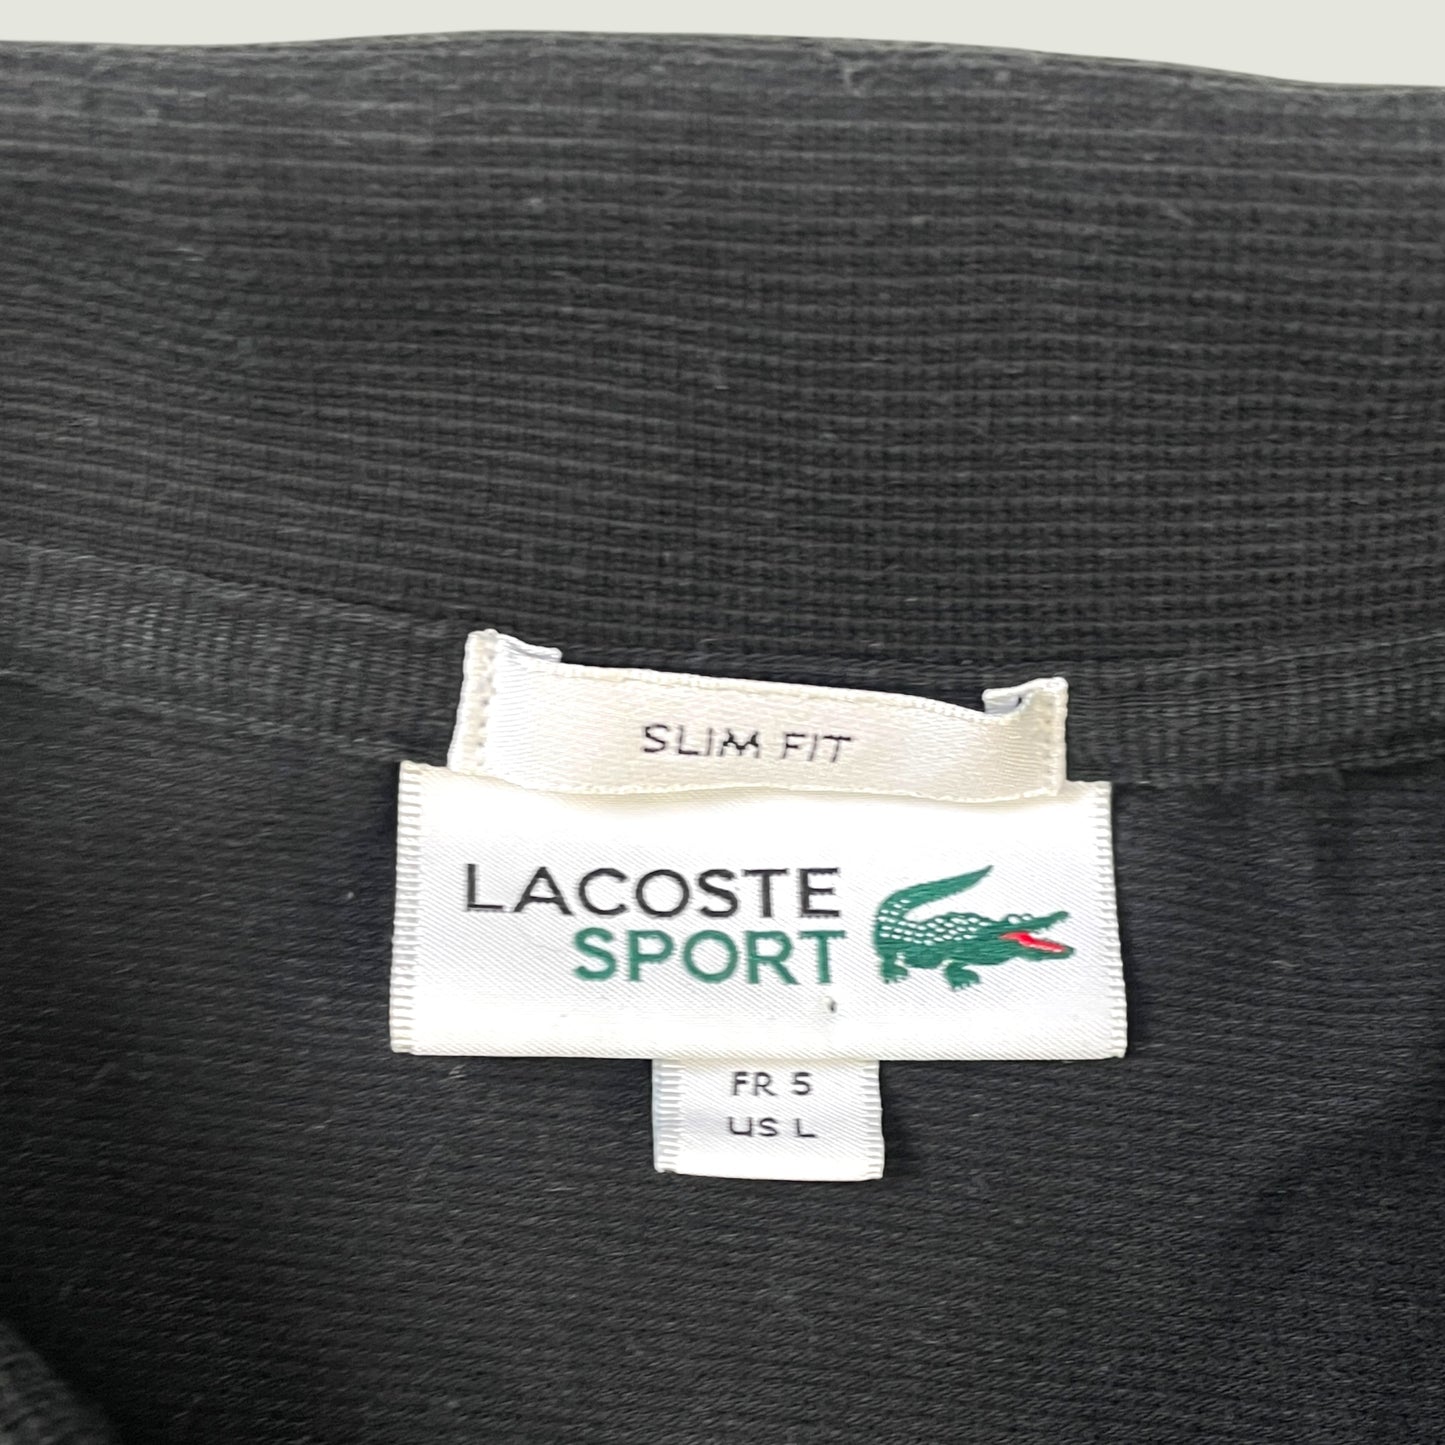 SLIM FIT
LACOSTE
SPORT
FR 5
US L